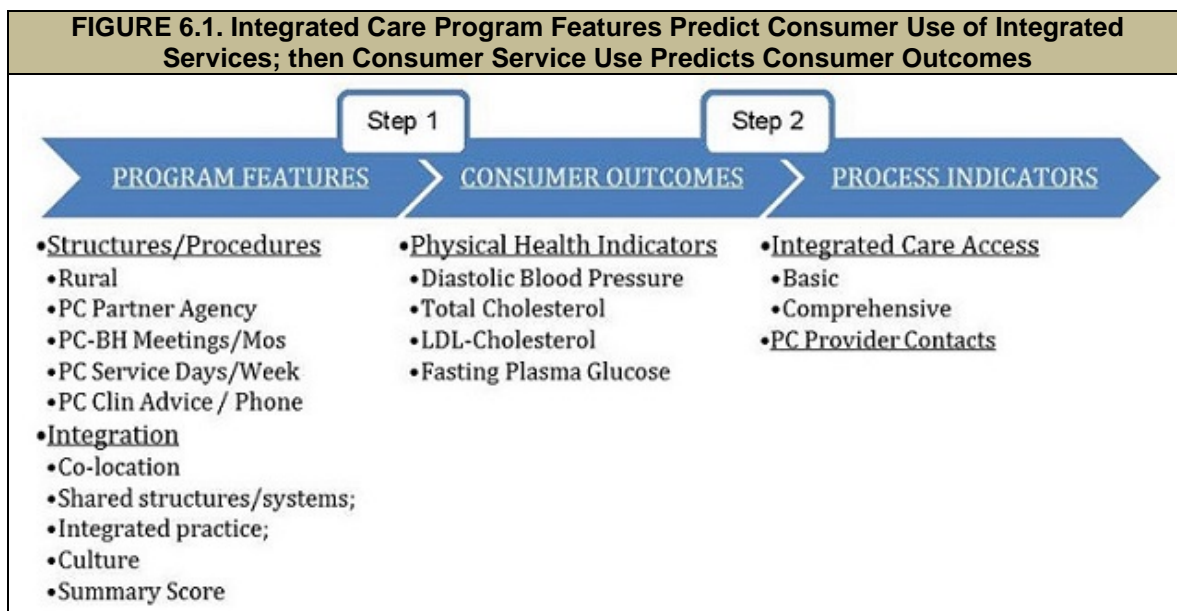 FIGURE 6.1. Integrated Care Program Features Predict Consumer Use of Integrated
Services; then Consumer Service Use Predicts Consumer Outcomes
Step 1
Step 2
PROGRAM FEATURES
CONSUMER OUTCOMES
PROCESS INDICATORS
•Structures/Procedures
•Rural
•PC Partner Agency
•PC-BH Meetings/Mos
•PC Service Days/Week
•PC Clin Advice / Phone
•Integration
•Co-location
•Shared structures/systems;
•Integrated practice;
•Culture
•Summary Score
•Physical Health Indicators
•Diastolic Blood Pressure
•Total Cholesterol
•LDL-Cholesterol
•Fasting Plasma Glucose
•Integrated Care Access
•Basic
•Comprehensive
•PC Provider Contacts